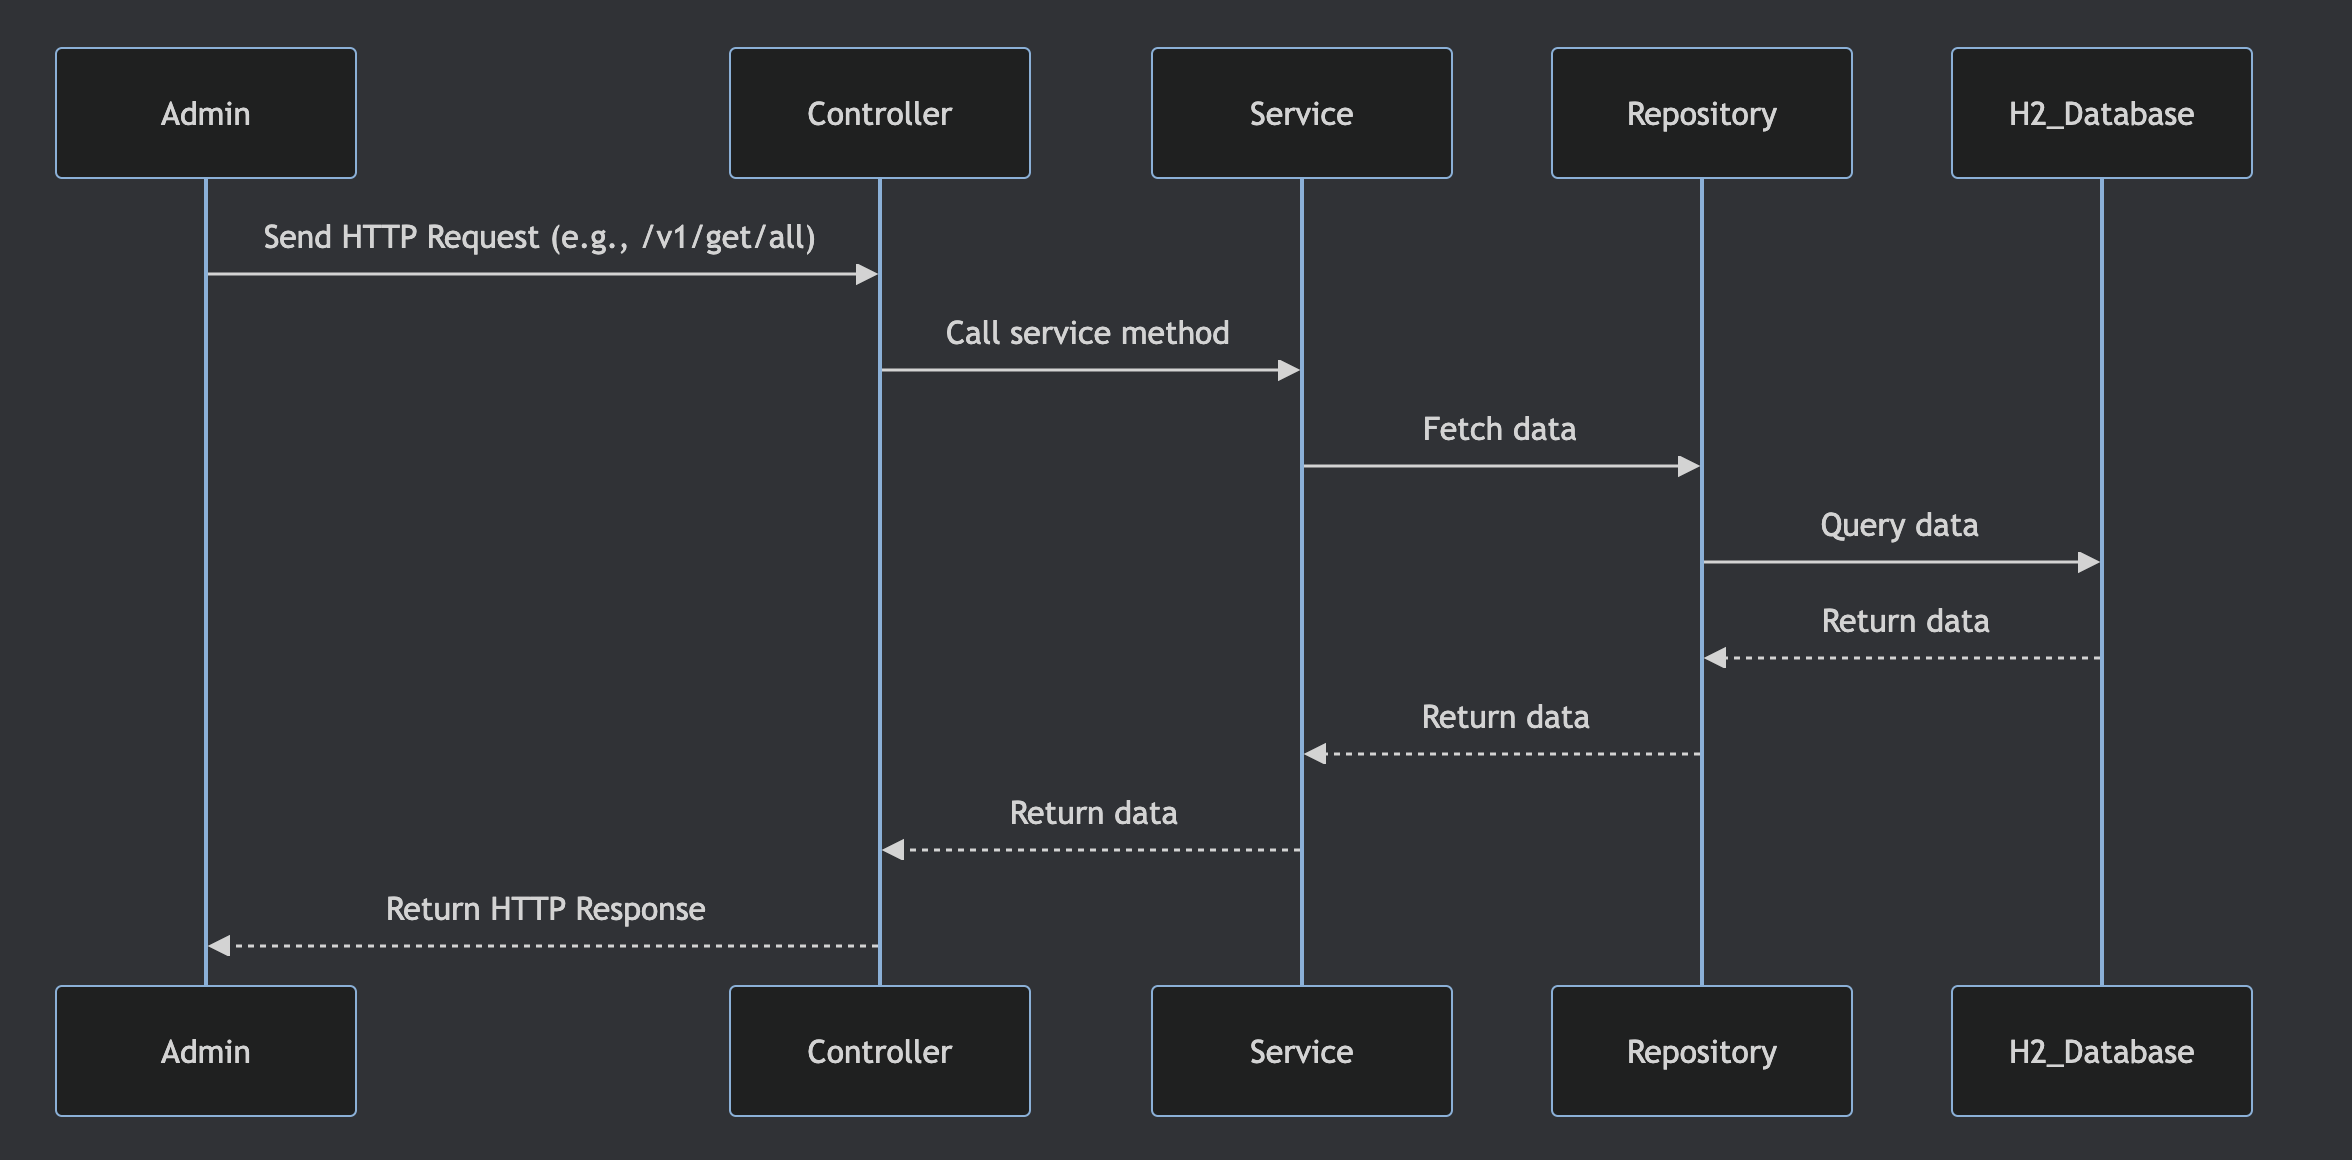 Admin
Controller
Service
Repository
H2_Database
Send HTTP Request (e.g., /v1/get/all)
Call service method
Fetch data
Query data
Return data
Return data
Return data
Return HTTP Response
Admin
Controller
Service
Repository
H2_Database